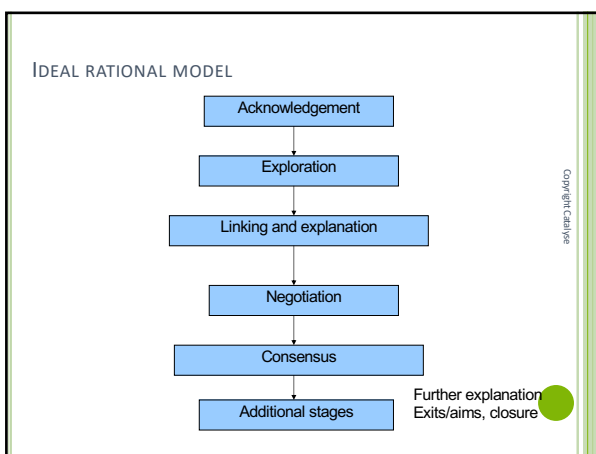 IDEAL RATIONAL MODEL
Acknowledgement
Exploration
Linking and explanation
Negotiation
Consensus
Additional stages
Further explanation
Exits/aims, closure
Copyright Catalyse